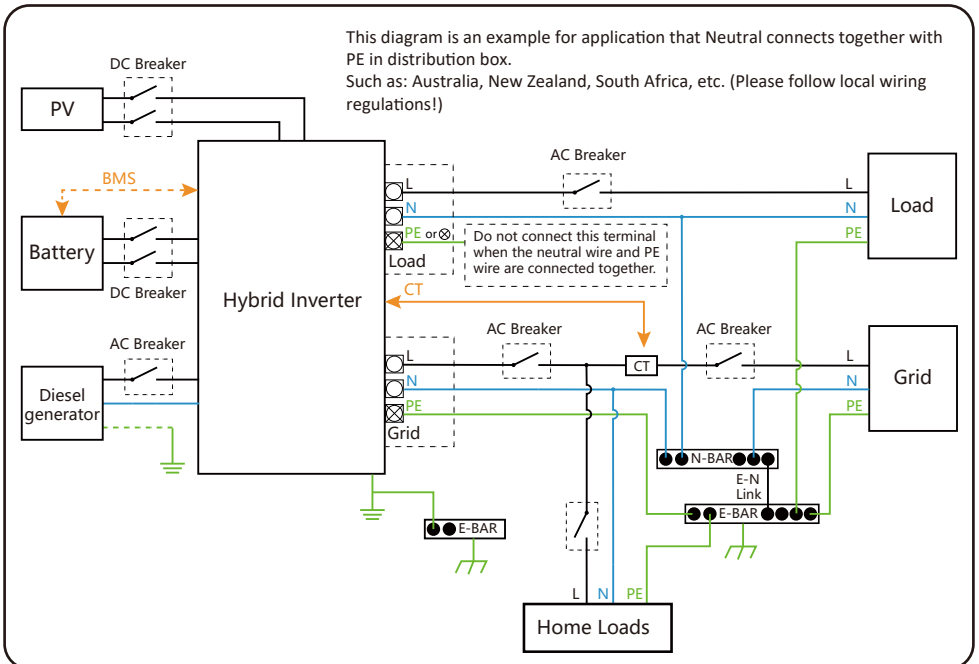 This diagram is an example for application that Neutral connects together with
PE in distribution box.
Such as: Australia, New Zealand, South Africa, etc. (Please follow local wiring
regulations!)
DC Breaker
PV
BMS
Battery
DC Breaker
AC Breaker
Diesel
generator
Hybrid Inverter
L
N
PE or
Load
Do not connect this terminal
when the neutral wire and PE
wire are connected together.
AC Breaker
L
N
PE
Load
CT
AC Breaker
CT
AC Breaker
L
N
PE
Grid
L
N
PE
Grid
N-BAR
E-N
Link
E-BAR
E-BAR
L
N
PE
Home Loads